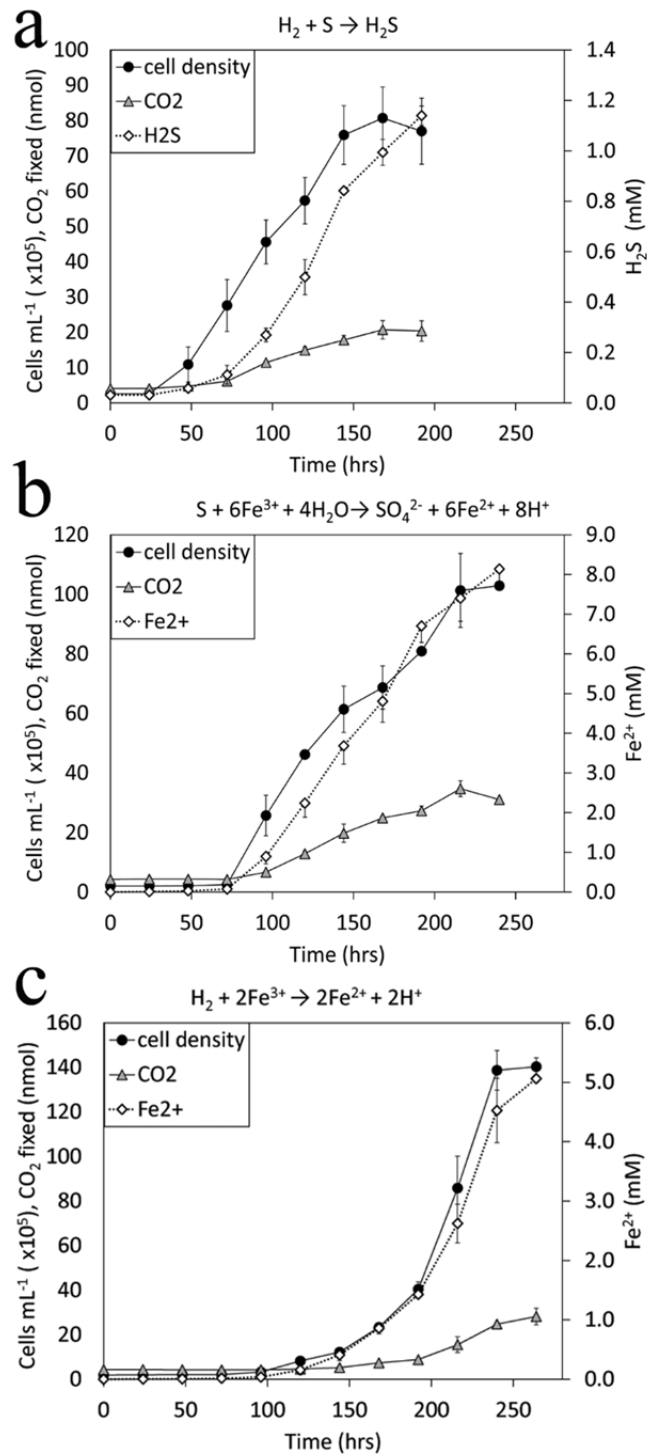 a
H₂ + S → H₂S
100
90
80
70
60
50
40
30
20
10
0
Cells mL⁻¹ ( x10⁵), CO₂ fixed (nmol)
cell density
CO2
H2S
1.4
1.2
1.0
0.8
0.6
0.4
0.2
0.0
H₂S (mM)
0 50 100 150 200 250
Time (hrs)
b
S + 6Fe³⁺ + 4H₂O→ SO₄²⁻ + 6Fe²⁺ + 8H⁺
120
100
80
60
40
20
0
Cells mL⁻¹ ( x10⁵), CO₂ fixed (nmol)
cell density
CO2
Fe2+
9.0
8.0
7.0
6.0
5.0
4.0
3.0
2.0
1.0
0.0
Fe²⁺ (mM)
0 50 100 150 200 250
Time (hrs)
c
H₂ + 2Fe³⁺ → 2Fe²⁺ + 2H⁺
160
140
120
100
80
60
40
20
0
Cells mL⁻¹ ( x10⁵), CO₂ fixed (nmol)
cell density
CO2
Fe2+
6.0
5.0
4.0
3.0
2.0
1.0
0.0
Fe²⁺ (mM)
0 50 100 150 200 250
Time (hrs)